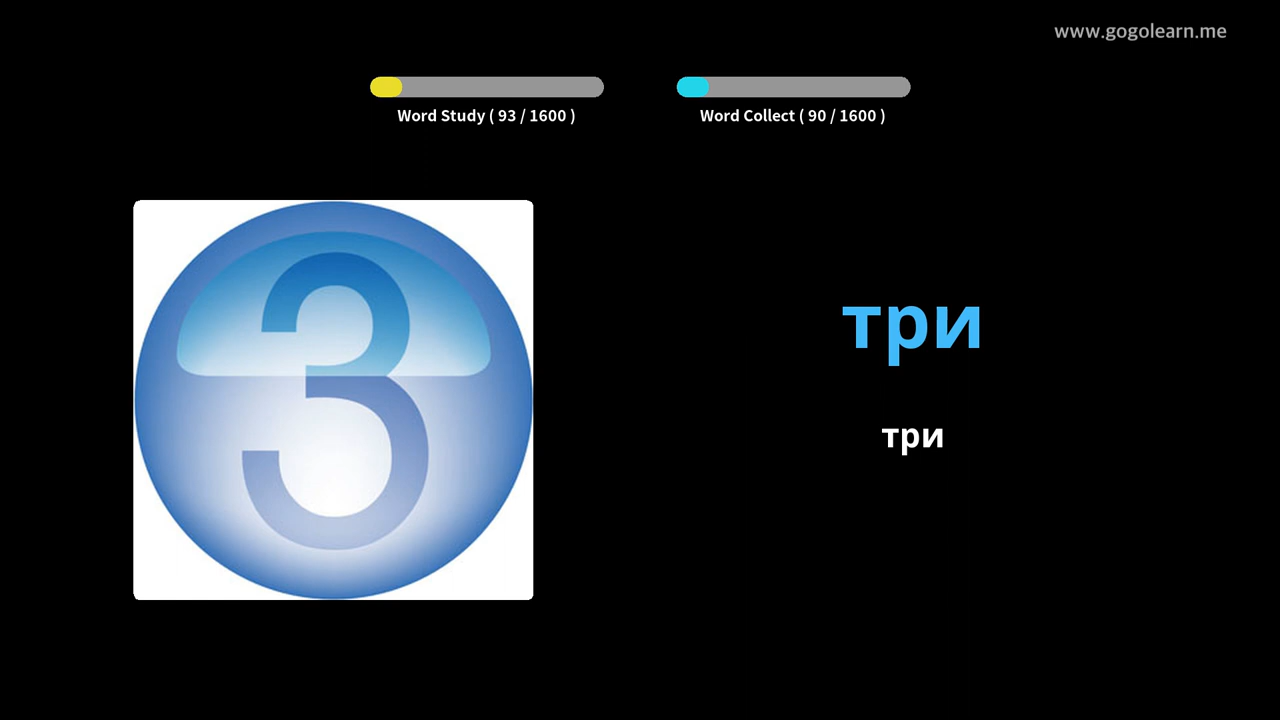 www.gogolearn.me
Word Study ( 93 / 1600 )
Word Collect ( 90 / 1600 )
3
три
три